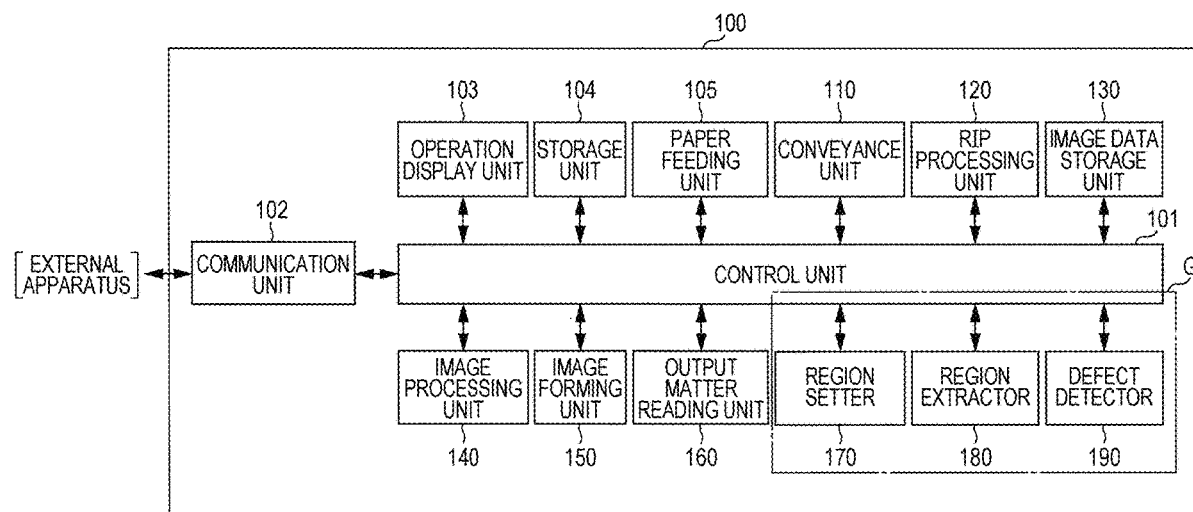 100
103
104
105
110
120
130
OPERATION
DISPLAY UNIT
STORAGE
UNIT
PAPER
FEEDING
UNIT
CONVEYANCE
UNIT
RIP
PROCESSING
UNIT
IMAGE DATA
STORAGE
UNIT
102
101
[EXTERNAL
APPARATUS]
COMMUNICATION
UNIT
CONTROL UNIT
G
IMAGE
PROCESSING
UNIT
IMAGE
FORMING
UNIT
OUTPUT
MATTER
READING UNIT
REGION
SETTER
REGION
EXTRACTOR
DEFECT
DETECTOR
140
150
160
170
180
190